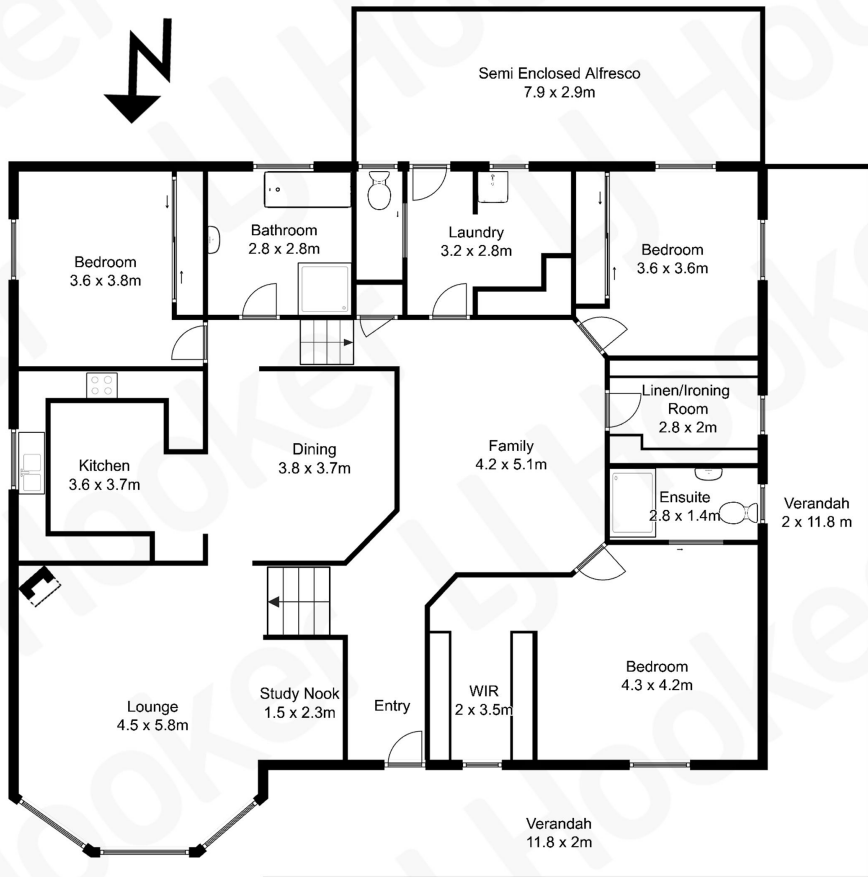 N
Semi Enclosed Alfresco
7.9 x 2.9m
Bedroom
3.6 x 3.8m
Bathroom
2.8 x 2.8m
Laundry
3.2 x 2.8m
Bedroom
3.6 x 3.6m
Linen/Ironing
Room
2.8 x 2m
Kitchen
3.6 x 3.7m
Dining
3.8 x 3.7m
Family
4.2 x 5.1m
Ensuite
2.8 x 1.4m
Verandah
2 x 11.8 m
Lounge
4.5 x 5.8m
Study Nook
1.5 x 2.3m
Entry
WIR
2 x 3.5m
Bedroom
4.3 x 4.2m
Verandah
11.8 x 2m
LJ Hooker